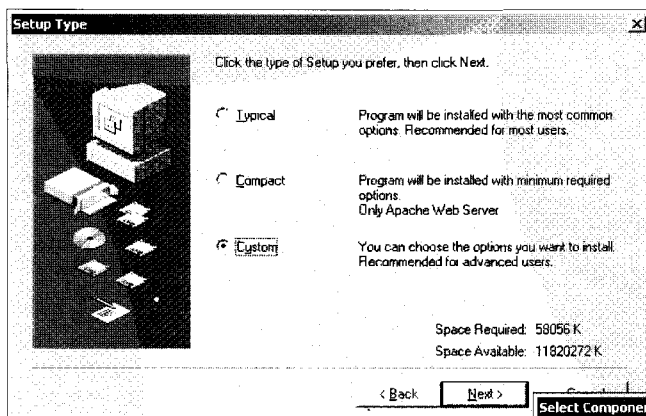 Setup Type
Click the type of Setup you prefer, then click Next.
Typical
Program will be installed with the most common
options. Recommended for most users.
Compact
Program will be installed with minimum required
options.
Only Apache Web Server
Custom
You can choose the options you want to install.
Recommended for advanced users.
Space Required: 58056 K
Space Available: 11820272 K
< Back
Next >
Select Componen